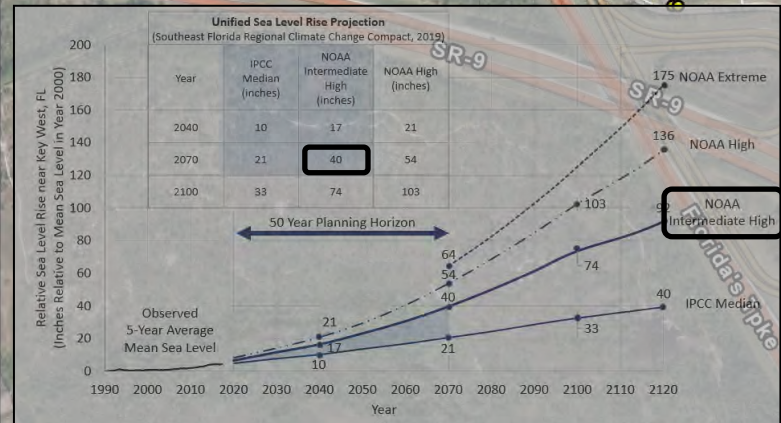 Unified Sea Level Rise Projection
(Southeast Florida Regional Climate Change Compact, 2019)
Year
IPCC
Median
(inches)
NOAA
Intermediate
High
(inches)
NOAA High
(inches)
2040 10 17 21
2070 21 40 54
2100 33 74 103
SR-9
SR-9
Florida's
Relative Sea Level Rise near Key West, FL
(Inches Relative to Mean Sea Level in Year 2000)
200
180
160
140
120
100
80
60
40
20
0
175 NOAA Extreme
136
NOAA High
92
NOAA
Intermediate High
40
IPCC Median
50 Year Planning Horizon
103
74
33
64
54
40
21
21
17
10
Observed
5-Year Average
Mean Sea Level
1990 2000 2010 2020 2030 2040 2050 2060 2070 2080 2090 2100 2110 2120
Year